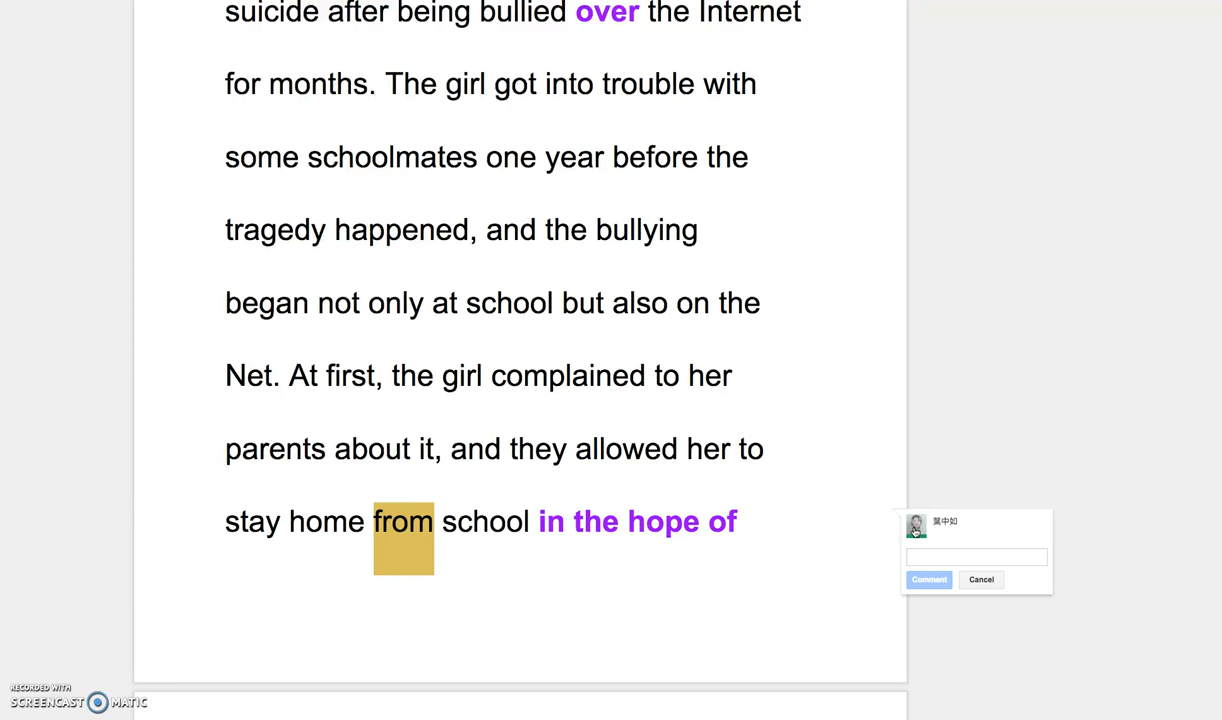 suicide after being bullied over the Internet
for months. The girl got into trouble with
some schoolmates one year before the
tragedy happened, and the bullying
began not only at school but also on the
Net. At first, the girl complained to her
parents about it, and they allowed her to
stay home from school in the hope of
葉中如
Comment Cancel
RECORDED WITH
SCREENCAST MATIC